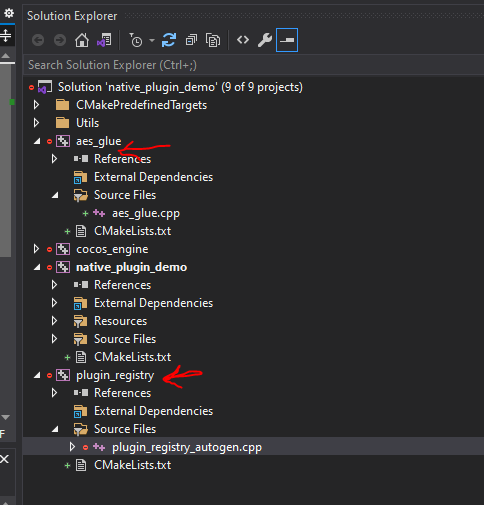 Solution Explorer
Search Solution Explorer (Ctrl+;)
Solution 'native_plugin_demo' (9 of 9 projects)
CMakePredefinedTargets
Utils
aes_glue
References
External Dependencies
Source Files
aes_glue.cpp
CMakeLists.txt
cocos_engine
native_plugin_demo
References
External Dependencies
Resources
Source Files
CMakeLists.txt
plugin_registry
References
External Dependencies
Source Files
plugin_registry_autogen.cpp
CMakeLists.txt
F